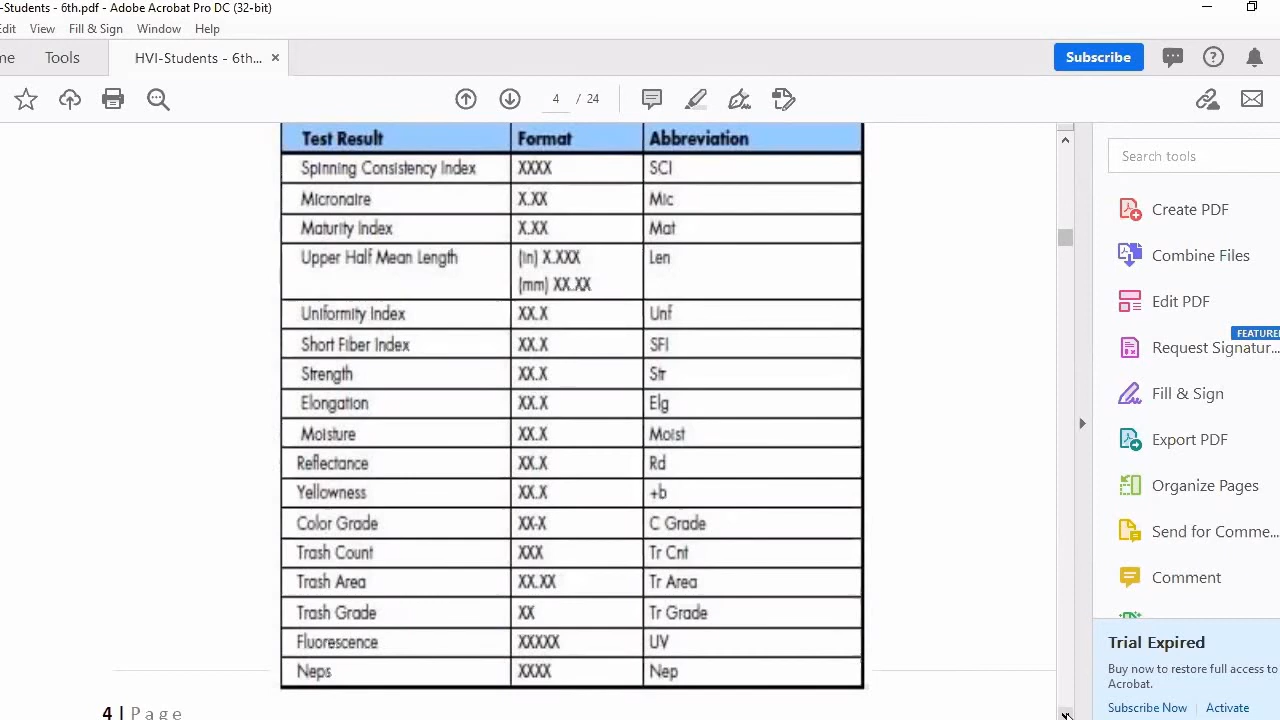 -Students - 6th.pdf - Adobe Acrobat Pro DC (32-bit)
Edit View Fill & Sign Window Help
me Tools HVI-Students - 6th... × Subscribe
4 / 24
Test Result Format Abbreviation
Spinning Consistency Index XXXX SCI
Micronaire X.XX Mic
Maturity Index X.XX Mat
Upper Half Mean Length (in) X.XXX Len
(mm) XX.XX
Uniformity Index XX.X Unf
Short Fiber Index XX.X SFI
Strength XX.X Str
Elongation XX.X Elg
Moisture XX.X Moist
Reflectance XX.X Rd
Yellowness XX.X +b
Color Grade XX-X C Grade
Trash Count XXX Tr Cnt
Trash Area XX.XX Tr Area
Trash Grade XX Tr Grade
Fluorescence XXXXX UV
Neps XXXX Nep
4 | Page
Search tools
Create PDF
Combine Files
Edit PDF
FEATURED
Request Signatur...
Fill & Sign
Export PDF
Organize Pages
Send for Comme...
Comment
Trial Expired
Buy now to restore full access to
Acrobat.
Subscribe Now Activate